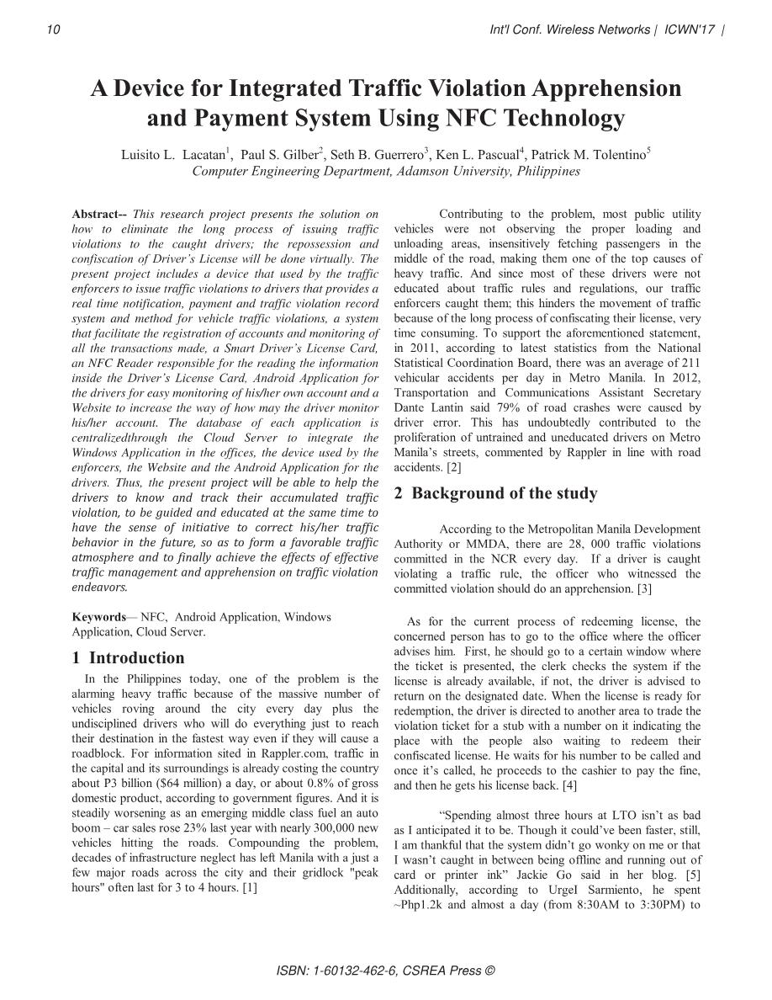 10
Int'l Conf. Wireless Networks | ICWN'17 |
A Device for Integrated Traffic Violation Apprehension
and Payment System Using NFC Technology
Luisito L. Lacatan1, Paul S. Gilber2, Seth B. Guerrero3, Ken L. Pascual4, Patrick M. Tolentino5
Computer Engineering Department, Adamson University, Philippines
Abstract-- This research project presents the solution on
how to eliminate the long process of issuing traffic
violations to the caught drivers; the repossession and
confiscation of Driver's License will be done virtually. The
present project includes a device that used by the traffic
enforcers to issue traffic violations to drivers that provides a
real time notification, payment and traffic violation record
system and method for vehicle traffic violations, a system
that facilitate the registration of accounts and monitoring of
all the transactions made, a Smart Driver's License Card,
an NFC Reader responsible for the reading the information
inside the Driver's License Card, Android Application for
the drivers for easy monitoring of his/her own account and a
Website to increase the way of how may the driver monitor
his/her account. The database of each application is
centralizedthrough the Cloud Server to integrate the
Windows Application in the offices, the device used by the
enforcers, the Website and the Android Application for the
drivers. Thus, the present project will be able to help the
drivers to know and track their accumulated traffic
violation, to be guided and educated at the same time to
have the sense of initiative to correct his/her traffic
behavior in the future, so as to form a favorable traffic
atmosphere and to finally achieve the effects of effective
traffic management and apprehension on traffic violation
endeavors.
Keywords— NFC, Android Application, Windows
Application, Cloud Server.
1 Introduction
In the Philippines today, one of the problem is the
alarming heavy traffic because of the massive number of
vehicles roving around the city every day plus the
undisciplined drivers who will do everything just to reach
their destination in the fastest way even if they will cause a
roadblock. For information sited in Rappler.com, traffic in
the capital and its surroundings is already costing the country
about P3 billion ($64 million) a day, or about 0.8% of gross
domestic product, according to government figures. And it is
steadily worsening as an emerging middle class fuel an auto
boom – car sales rose 23% last year with nearly 300,000 new
vehicles hitting the roads. Compounding the problem,
decades of infrastructure neglect has left Manila with a just a
few major roads across the city and their gridlock "peak
hours" often last for 3 to 4 hours. [1]
Contributing to the problem, most public utility
vehicles were not observing the proper loading and
unloading areas, insensitively fetching passengers in the
middle of the road, making them one of the top causes of
heavy traffic. And since most of these drivers were not
educated about traffic rules and regulations, our traffic
enforcers caught them; this hinders the movement of traffic
because of the long process of confiscating their license, very
time consuming. To support the aforementioned statement,
in 2011, according to latest statistics from the National
Statistical Coordination Board, there was an average of 211
vehicular accidents per day in Metro Manila. In 2012,
Transportation and Communications Assistant Secretary
Dante Lantin said 79% of road crashes were caused by
driver error. This has undoubtedly contributed to the
proliferation of untrained and uneducated drivers on Metro
Manila's streets, commented by Rappler in line with road
accidents. [2]
2 Background of the study
According to the Metropolitan Manila Development
Authority or MMDA, there are 28, 000 traffic violations
committed in the NCR every day. If a driver is caught
violating a traffic rule, the officer who witnessed the
committed violation should do an apprehension. [3]
As for the current process of redeeming license, the
concerned person has to go to the office where the officer
advises him. First, he should go to a certain window where
the ticket is presented, the clerk checks the system if the
license is already available, if not, the driver is advised to
return on the designated date. When the license is ready for
redemption, the driver is directed to another area to trade the
violation ticket for a stub with a number on it indicating the
place with the people also waiting to redeem their
confiscated license. He waits for his number to be called and
once it's called, he proceeds to the cashier to pay the fine,
and then he gets his license back. [4]
“Spending almost three hours at LTO isn't as bad
as I anticipated it to be. Though it could've been faster, still,
I am thankful that the system didn't go wonky on me or that
I wasn't caught in between being offline and running out of
card or printer ink” Jackie Go said in her blog. [5]
Additionally, according to UrgeI Sarmiento, he spent
~Php1.2k and almost a day (from 8:30AM to 3:30PM) to
ISBN: 1-60132-462-6, CSREA Press ©